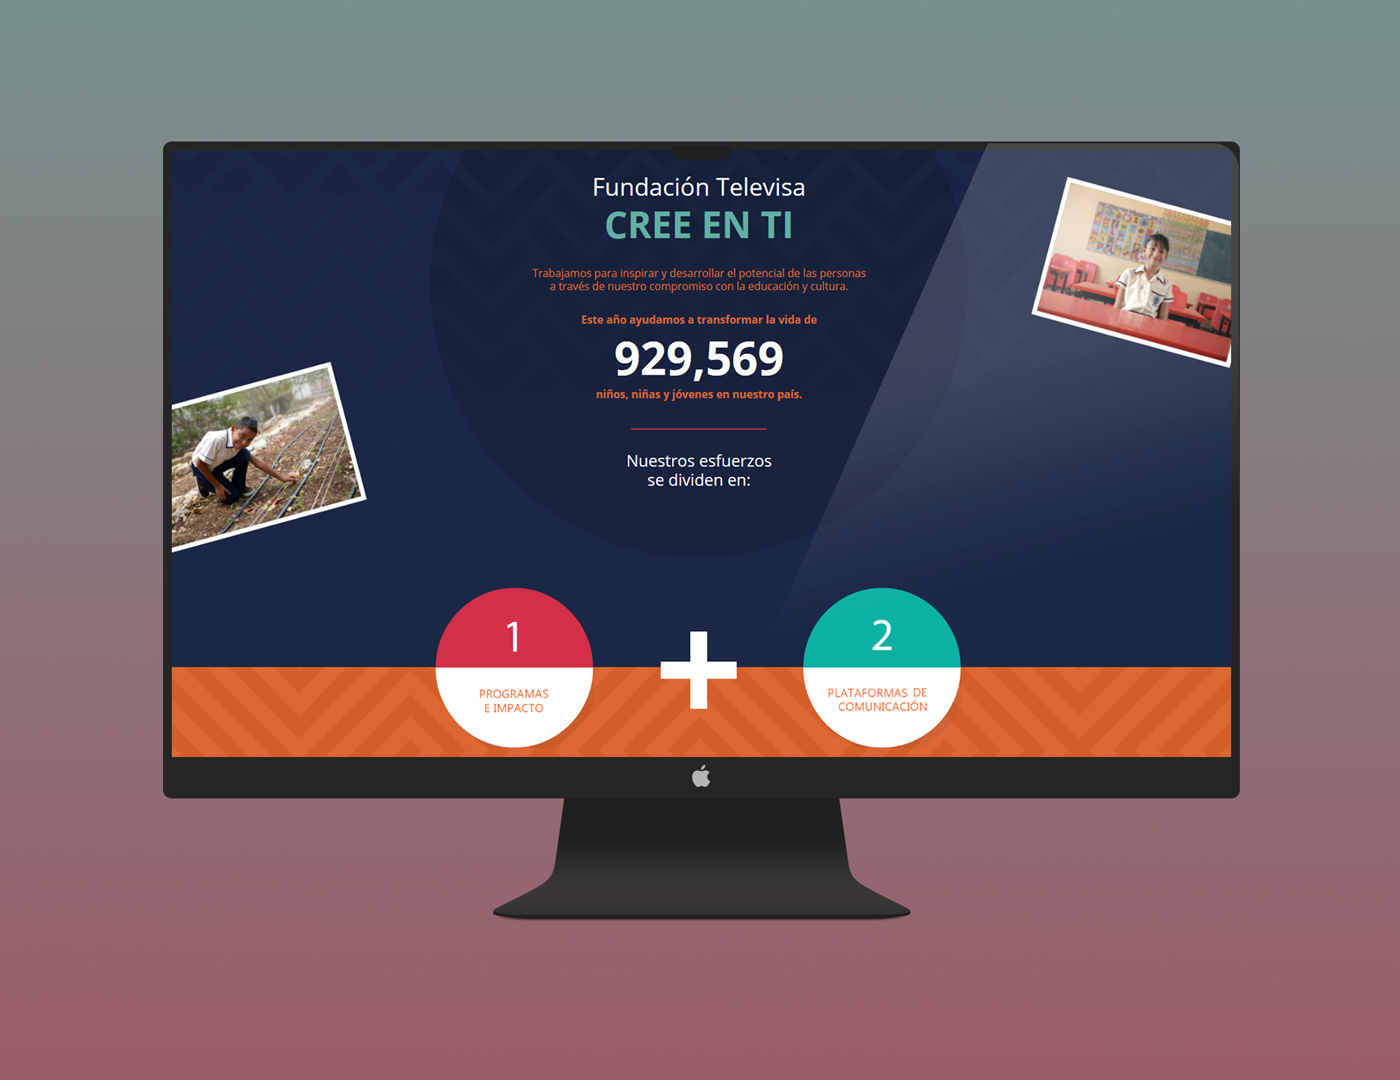 Fundación Televisa
CREE EN TI
Trabajamos para inspirar y desarrollar el potencial de las personas
a través de nuestro compromiso con la educación y cultura.
Este año ayudamos a transformar la vida de
929,569
niños, niñas y jóvenes en nuestro país.
Nuestros esfuerzos
se dividen en:
1
PROGRAMAS
E IMPACTO
+
2
PLATAFORMAS DE
COMUNICACIÓN